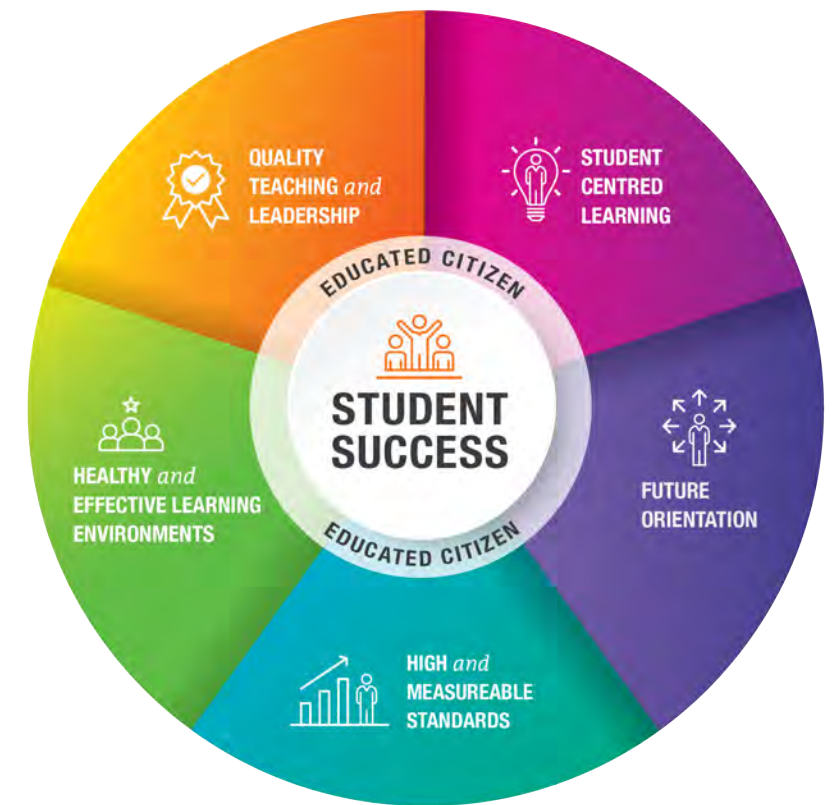 QUALITY
TEACHING and
LEADERSHIP
STUDENT
CENTRED
LEARNING
EDUCATED CITIZEN
STUDENT
SUCCESS
HEALTHY and
EFFECTIVE LEARNING
ENVIRONMENTS
FUTURE
ORIENTATION
EDUCATED CITIZEN
HIGH and
MEASUREABLE
STANDARDS